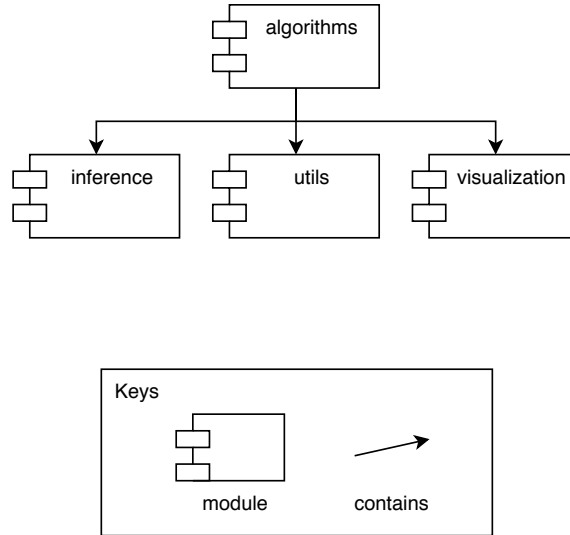 algorithms
inference
utils
visualization
Keys
module
contains